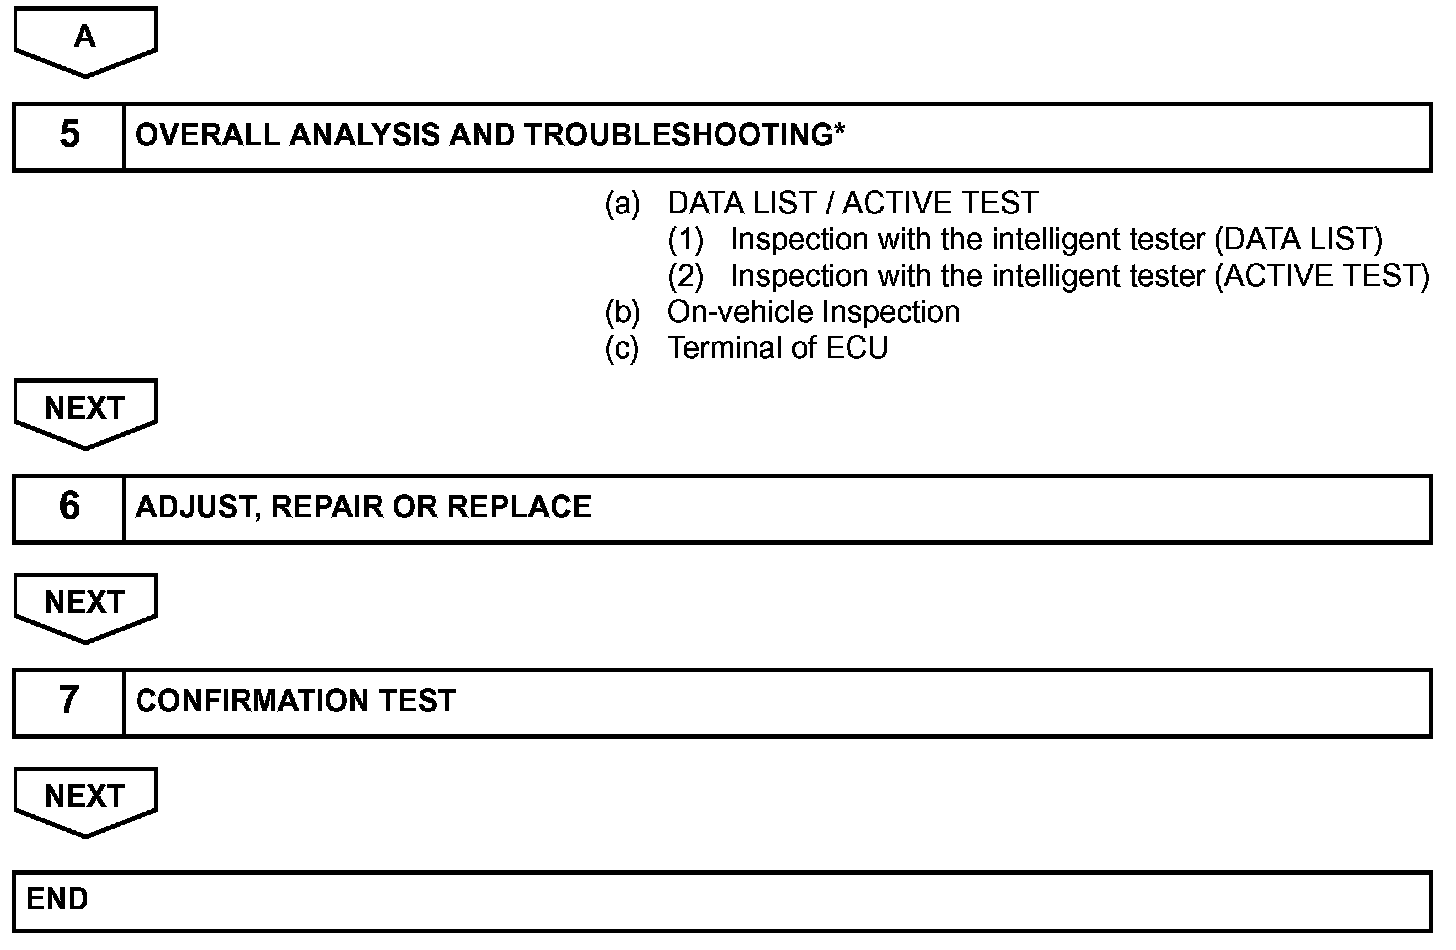 A
5 OVERALL ANALYSIS AND TROUBLESHOOTING*
(a) DATA LIST / ACTIVE TEST
(1) Inspection with the intelligent tester (DATA LIST)
(2) Inspection with the intelligent tester (ACTIVE TEST)
(b) On-vehicle Inspection
(c) Terminal of ECU
NEXT
6 ADJUST, REPAIR OR REPLACE
NEXT
7 CONFIRMATION TEST
NEXT
END